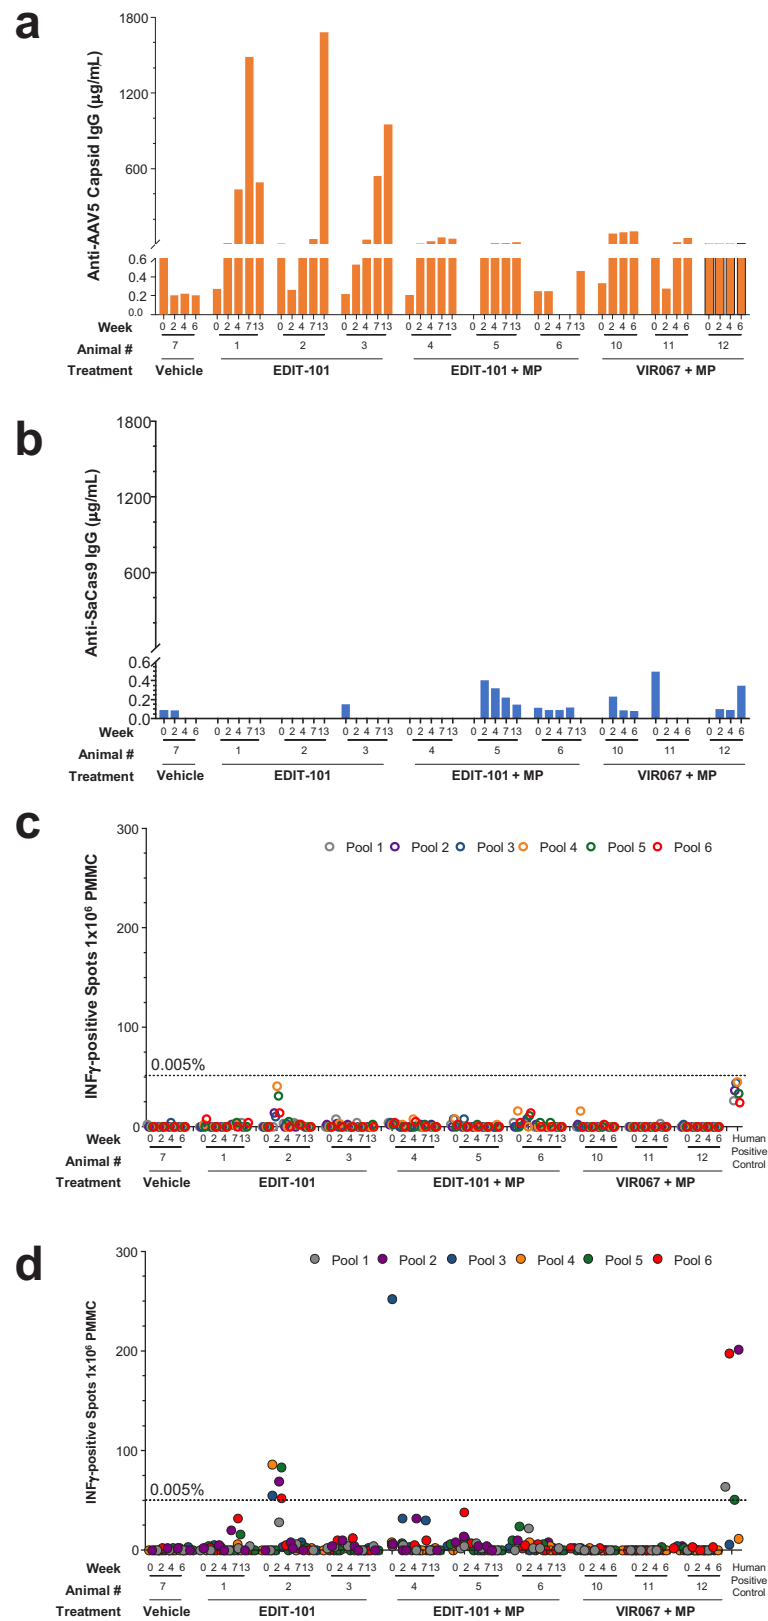 a
Anti-AAV5 Capsid IgG (µg/mL)
1800
1200
600
0.6
0.4
0.2
0.0
Week 0 2 4 6 0 2 4 7 13 0 2 4 7 13 0 2 4 7 13 0 2 4 7 13 0 2 4 7 13 0 2 4 7 13 0 2 4 6 0 2 4 6 0 2 4 6
Animal # 7 1 2 3 4 5 6 10 11 12
Treatment Vehicle EDIT-101 EDIT-101 + MP VIR067 + MP
b
Anti-SaCas9 IgG (µg/mL)
1800
1200
600
0.6
0.4
0.2
0.0
Week 0 2 4 6 0 2 4 7 13 0 2 4 7 13 0 2 4 7 13 0 2 4 7 13 0 2 4 7 13 0 2 4 7 13 0 2 4 6 0 2 4 6 0 2 4 6
Animal # 7 1 2 3 4 5 6 10 11 12
Treatment Vehicle EDIT-101 EDIT-101 + MP VIR067 + MP
c
INFγ-positive Spots 1x10⁶ PMMC
300
Pool 1 Pool 2 Pool 3 Pool 4 Pool 5 Pool 6
200
100
0.005%
0
Week 0 2 4 6 0 2 4 7 13 0 2 4 7 13 0 2 4 7 13 0 2 4 7 13 0 2 4 7 13 0 2 4 7 13 0 2 4 6 0 2 4 6 0 2 4 6 Human
Positive
Animal # 7 1 2 3 4 5 6 10 11 12 Control
Treatment Vehicle EDIT-101 EDIT-101 + MP VIR067 + MP
d
INFγ-positive Spots 1x10⁶ PMMC
300
Pool 1 Pool 2 Pool 3 Pool 4 Pool 5 Pool 6
200
100
0.005%
0
Week 0 2 4 6 0 2 4 7 13 0 2 4 7 13 0 2 4 7 13 0 2 4 7 13 0 2 4 7 13 0 2 4 7 13 0 2 4 6 0 2 4 6 0 2 4 6 Human
Positive
Animal # 7 1 2 3 4 5 6 10 11 12 Control
Treatment Vehicle EDIT-101 EDIT-101 + MP VIR067 + MP